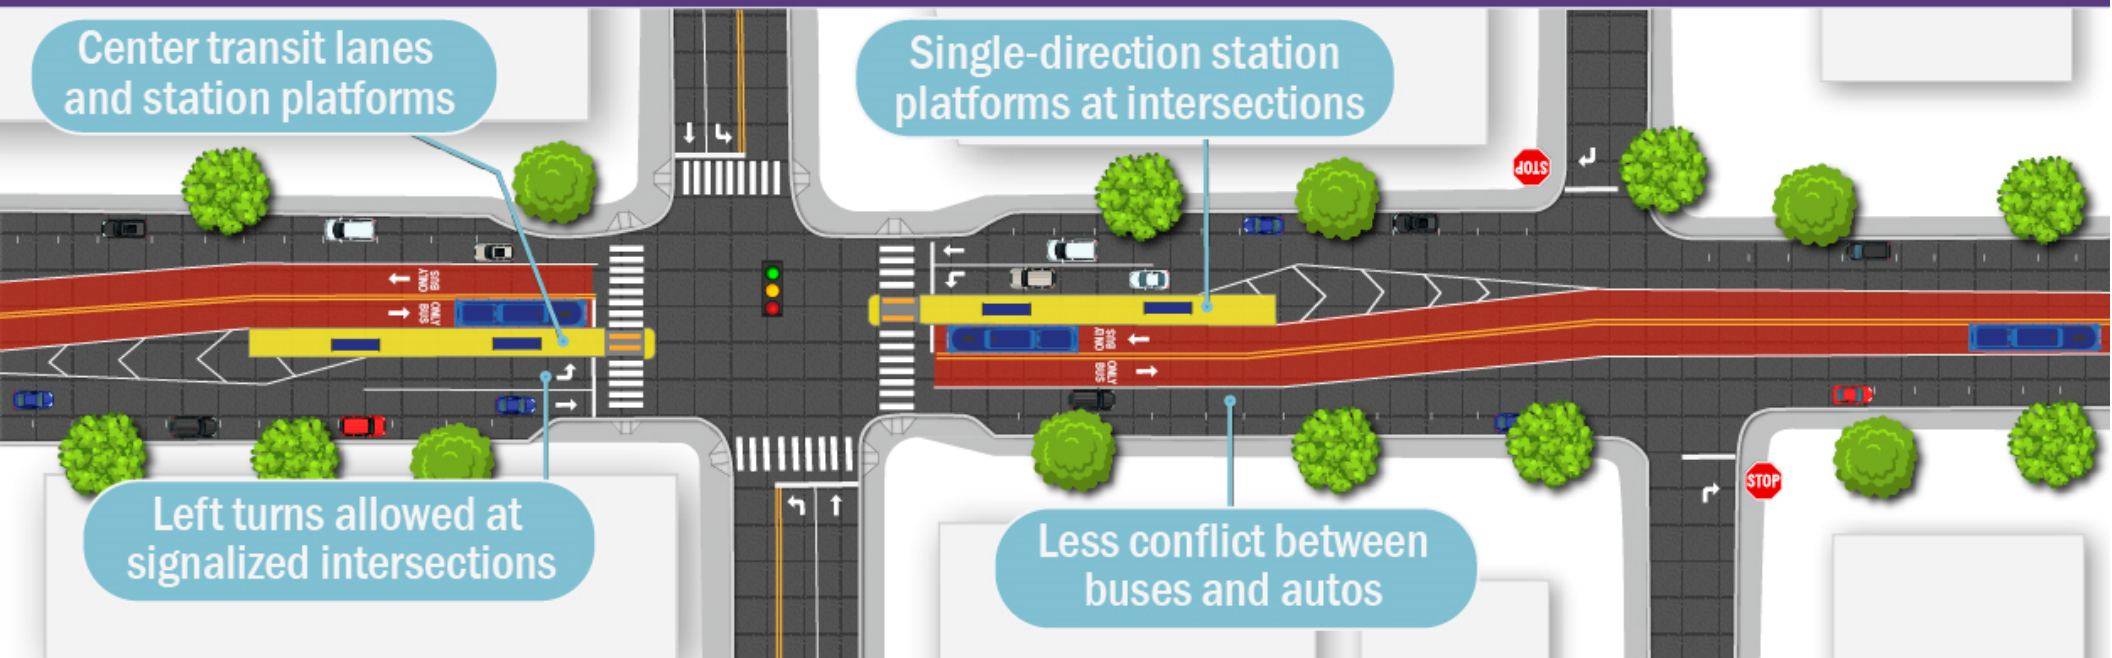 Center transit lanes
and station platforms
Single-direction station
platforms at intersections
STOP
ONLY
BUS
ONLY
BUS
ONLY
BUS
ONLY
BUS
STOP
Left turns allowed at
signalized intersections
Less conflict between
buses and autos